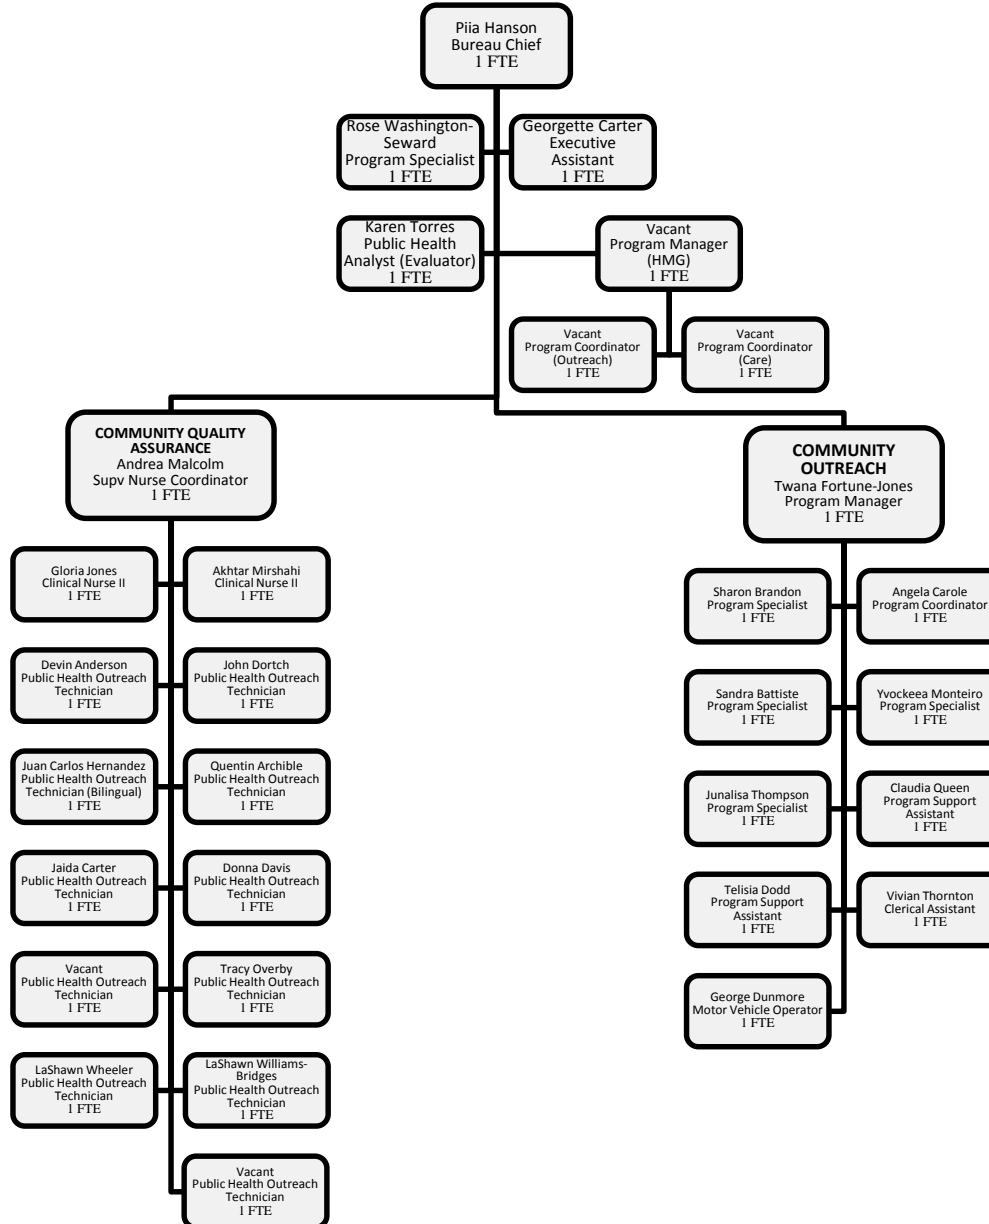 Piia Hanson
Bureau Chief
1 FTE
Rose Washington-
Seward
Program Specialist
1 FTE
Georgette Carter
Executive
Assistant
1 FTE
Karen Torres
Public Health
Analyst (Evaluator)
1 FTE
Vacant
Program Manager
(HMG)
1 FTE
Vacant
Program Coordinator
(Outreach)
1 FTE
Vacant
Program Coordinator
(Care)
1 FTE
COMMUNITY QUALITY
ASSURANCE
Andrea Malcolm
Supv Nurse Coordinator
1 FTE
Gloria Jones
Clinical Nurse II
1 FTE
Akhtar Mirshahi
Clinical Nurse II
1 FTE
Devin Anderson
Public Health Outreach
Technician
1 FTE
John Dortch
Public Health Outreach
Technician
1 FTE
Juan Carlos Hernandez
Public Health Outreach
Technician (Bilingual)
1 FTE
Quentin Archible
Public Health Outreach
Technician
1 FTE
Jaida Carter
Public Health Outreach
Technician
1 FTE
Donna Davis
Public Health Outreach
Technician
1 FTE
Vacant
Public Health Outreach
Technician
1 FTE
Tracy Overby
Public Health Outreach
Technician
1 FTE
LaShawn Wheeler
Public Health Outreach
Technician
1 FTE
LaShawn Williams-
Bridges
Public Health Outreach
Technician
1 FTE
Vacant
Public Health Outreach
Technician
1 FTE
COMMUNITY
OUTREACH
Twana Fortune-Jones
Program Manager
1 FTE
Sharon Brandon
Program Specialist
1 FTE
Angela Carole
Program Coordinator
1 FTE
Sandra Battiste
Program Specialist
1 FTE
Yvockeea Monteiro
Program Specialist
1 FTE
Junalisa Thompson
Program Specialist
1 FTE
Claudia Queen
Program Support
Assistant
1 FTE
Telisia Dodd
Program Support
Assistant
1 FTE
Vivian Thornton
Clerical Assistant
1 FTE
George Dunmore
Motor Vehicle Operator
1 FTE